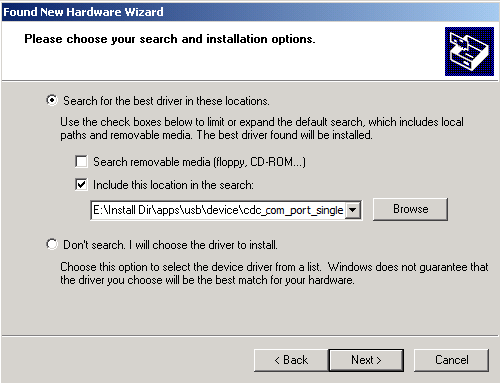 Found New Hardware Wizard
Please choose your search and installation options.
Search for the best driver in these locations.
Use the check boxes below to limit or expand the default search, which includes local
paths and removable media. The best driver found will be installed.
Search removable media (floppy, CD-ROM...)
Include this location in the search:
E:\Install Dir\apps\usb\device\cdc_com_port_single
Browse
Don't search. I will choose the driver to install.
Choose this option to select the device driver from a list. Windows does not guarantee that
the driver you choose will be the best match for your hardware.
< Back
Next >
Cancel